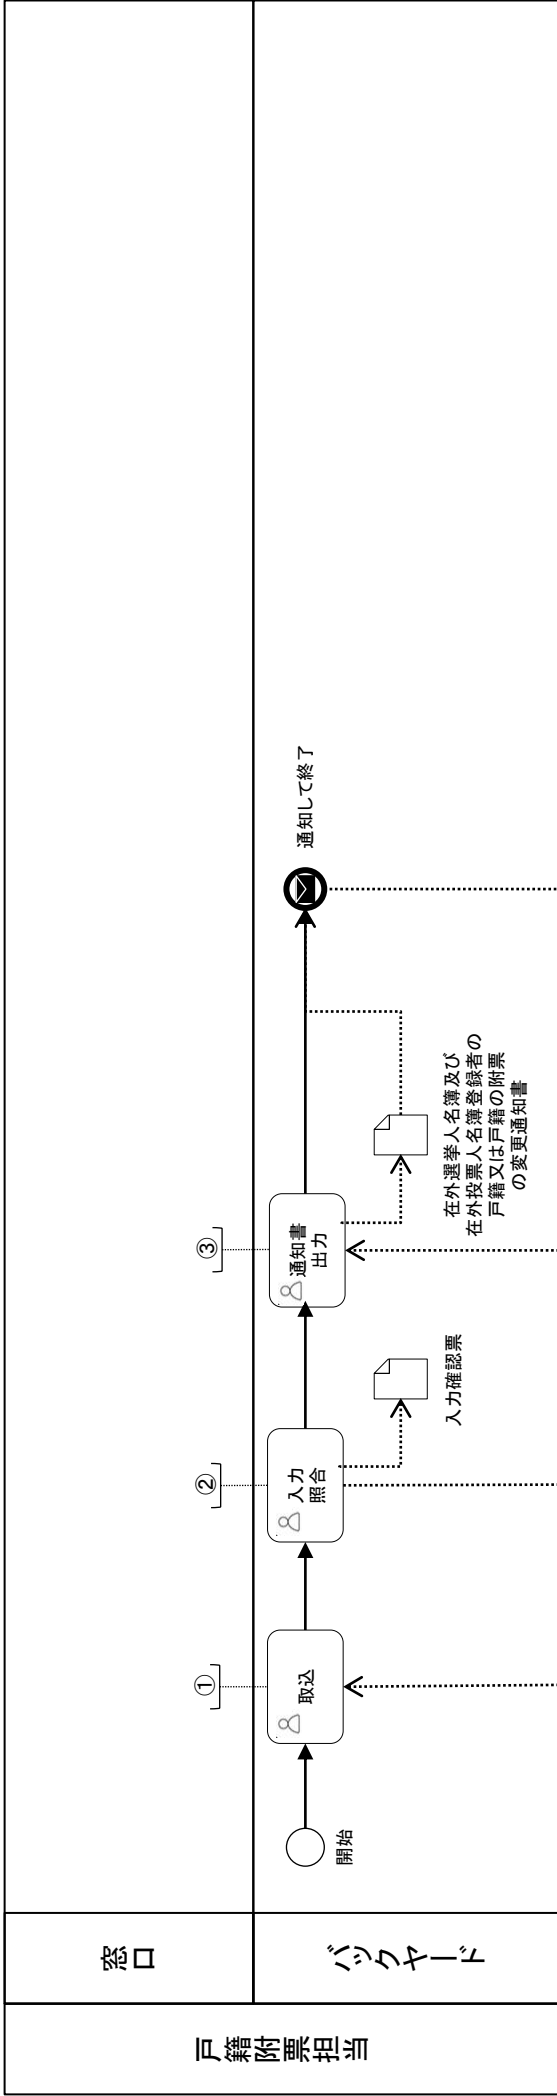 戸籍附票担当
窓口
バックヤード
開始
①
取込
②
入力
照合
入力確認票
③
通知書
出力
在外選挙人名簿及び
在外投票人名簿登録者の
戸籍又は戸籍の附票
の変更通知書
通知して終了